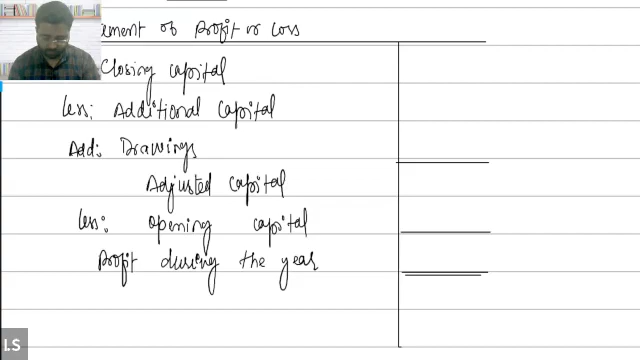 ement of Profit or Loss
Closing Capital
Less: Additional Capital
Add: Drawings
Adjusted Capital
Less: Opening Capital
Profit during the year
I.S